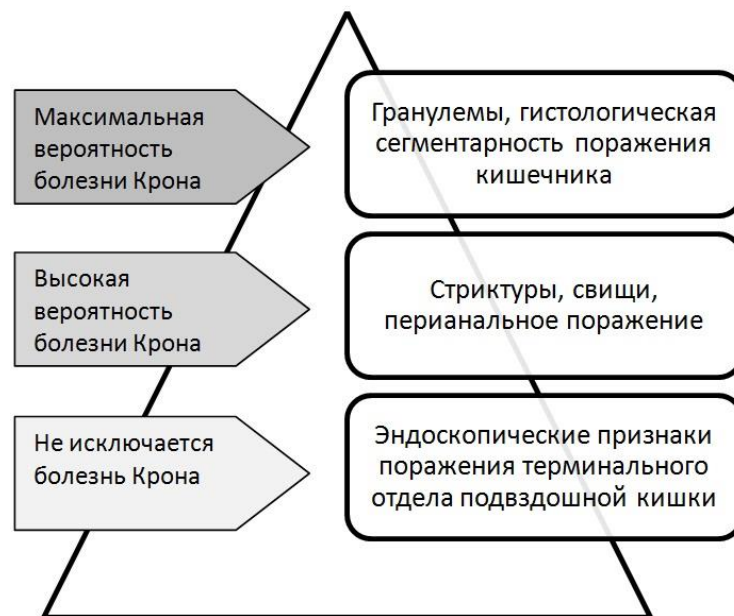 Максимальная
вероятность
болезни Крона
Гранулемы, гистологическая
сегментарность поражения
кишечника
Высокая
вероятность
болезни Крона
Стриктуры, свищи,
перианальное поражение
Не исключается
болезнь Крона
Эндоскопические признаки
поражения терминального
отдела подвздошной кишки